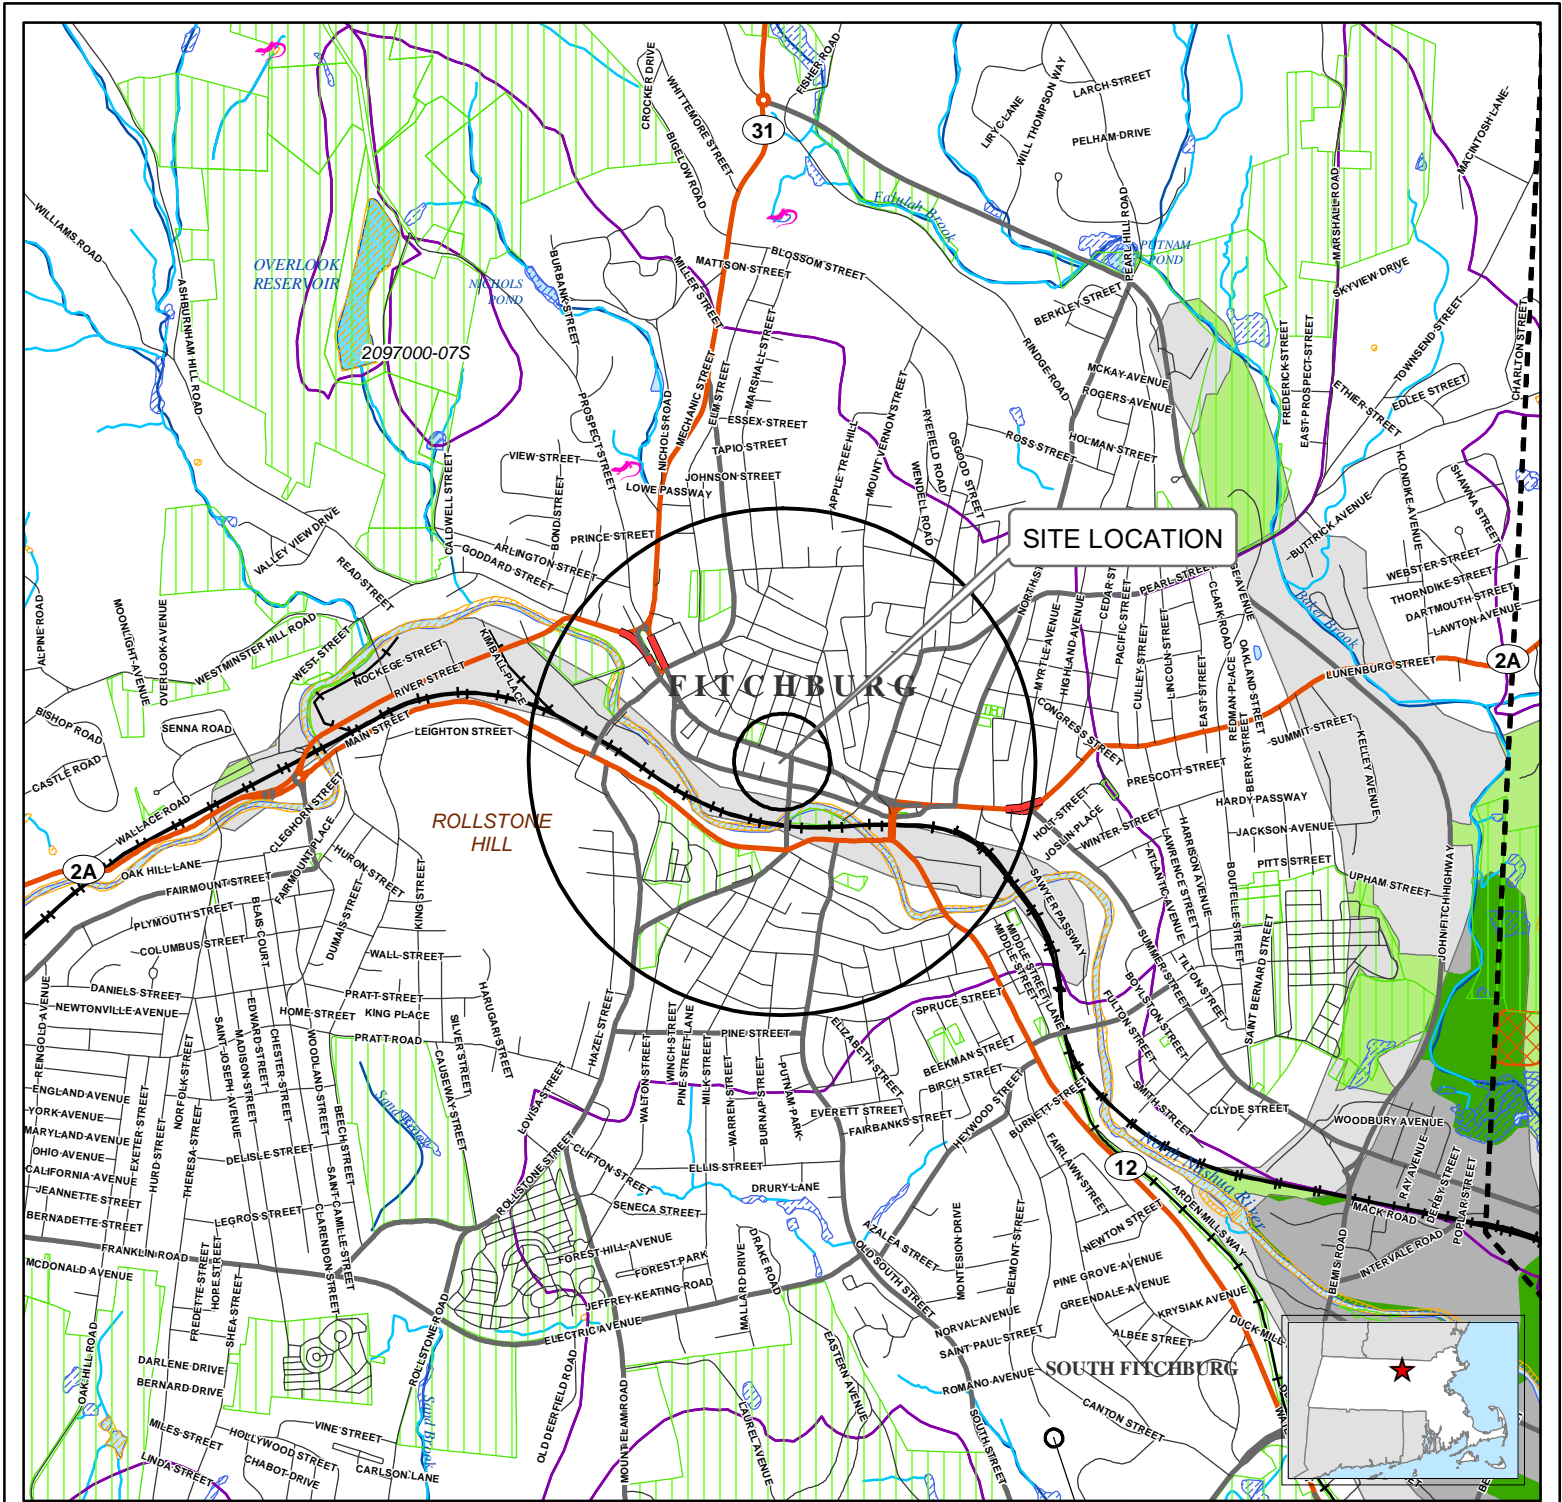 CROCKER DRIVE
WHITTEMORE STREET
BIGELOW ROAD
31
FISHER ROAD
LIRYC LANE
WILL THOMPSON WAY
LARCH STREET
PELHAM DRIVE
MACINTOSH LANE
MARSHALL ROAD
WILLIAMS ROAD
ASHBURNHAM HILL ROAD
OVERLOOK
RESERVOIR
2097000-07S
NICHOLS
POND
BURBANK STREET
MILLER STREET
MATTSON STREET
BLOSSOM STREET
Falulah Brook
PEARL HILL ROAD
PUTNAM
POND
BERKLEY STREET
SKYVIEW DRIVE
TOWNSEND STREET
CHARLTON STREET
RINDGE ROAD
MCKAY AVENUE
ROGERS AVENUE
FREDERICK STREET
EAST PROSPECT STREET
ETHIER STREET
EDLEE STREET
PROSPECT STREET
NICHOLS ROAD
MECHANIC STREET
ELM STREET
MARSHALL STREET
ESSEX STREET
TAPIO STREET
JOHNSON STREET
LOWE PASSWAY
VIEW STREET
BOND STREET
CALDWELL STREET
APPLE TREE HILL
MOUNT VERNON STREET
RYEFIELD ROAD
WENDELL ROAD
OSGOOD STREET
ROSS STREET
HOLMAN STREET
KLONDIKE AVENUE
SHAWNA STREET
BUTTRICK AVENUE
WEBSTER STREET
THORNDIKE STREET
DARTMOUTH STREET
LAWTON AVENUE
VALLEY VIEW DRIVE
READ STREET
PRINCE STREET
ARLINGTON STREET
GODDARD STREET
SITE LOCATION
PEARL STREET
Baker Brook
2A
LUNENBURG STREET
ALPINE ROAD
MOONLIGHT AVENUE
OVERLOOK AVENUE
WESTMINSTER HILL ROAD
WEST STREET
NOCKEGE STREET
KIMBALL PLACE
RIVER STREET
MAIN STREET
LEIGHTON STREET
FITCHBURG
MYRTLE AVENUE
HIGHLAND AVENUE
CONGRESS STREET
PACIFIC STREET
CULLEY STREET
LINCOLN STREET
EAST STREET
CLARK ROAD
REDMAN PLACE
BERRY STREET
OAKLAND STREET
SUMMIT STREET
KELLEY AVENUE
BISHOP ROAD
SENNA ROAD
CASTLE ROAD
WALLACE ROAD
2A
CLEGHORN STREET
FAIRMOUNT PLACE
HURON STREET
OAK HILL LANE
FAIRMOUNT STREET
ROLLSTONE
HILL
PRESCOTT STREET
HARDY PASSWAY
JACKSON AVENUE
PITTS STREET
UPHAM STREET
HOLT STREET
JOSLIN PLACE
WINTER STREET
HARRISON AVENUE
LAWRENCE STREET
ATLANTIC AVENUE
BOUTELLE STREET
SAINT BERNARD STREET
JOHN FITCH HIGHWAY
SAWYER PASSWAY
PLYMOUTH STREET
COLUMBUS STREET
BLAIS COURT
DUMAIS STREET
KING STREET
WALL STREET
DANIELS STREET
NEWTONVILLE AVENUE
REINGOLD AVENUE
PRATT STREET
KING PLACE
HOME STREET
PRATT ROAD
HARUGARI STREET
SILVER STREET
CAUSEWAY STREET
HAZEL STREET
MIDDLE STREET LANE
MIDDLE STREET
SUMMER STREET
TILTON STREET
BOYLSTON STREET
FULTON STREET
SPRUCE STREET
PINE STREET
WINCH STREET
PINE STREET LANE
WALTON STREET
MILK STREET
WARREN STREET
BURNAP STREET
PUTNAM PARK
ELIZABETH STREET
BEEKMAN STREET
BIRCH STREET
EVERETT STREET
FAIRBANKS STREET
HEYWOOD STREET
BURNETT STREET
SMITH STREET
CLYDE STREET
WOODBURY AVENUE
NORFOLK STREET
SAINT JOSEPH AVENUE
MADISON STREET
EDWARD STREET
CHESTER STREET
WOODLAND STREET
BEECH STREET
ENGLAND AVENUE
YORK AVENUE
MARYLAND AVENUE
OHIO AVENUE
CALIFORNIA AVENUE
JEANNETTE STREET
BERNADETTE STREET
EXETER STREET
HURD STREET
THERESA STREET
DELISLE STREET
LEGROS STREET
SAINT CAMILLE STREET
CLARENDON STREET
Sand Brook
LOVISA STREET
ROLLSTONE STREET
CLIFTON STREET
ELLIS STREET
DRURY LANE
SENECA STREET
FAIRLAWN STREET
12
North Nashua River
ARDEN MILLS WAY
MACK ROAD
RAY AVENUE
DERBY STREET
POPLAR STREET
INTERVALE ROAD
BEMIS ROAD
FRANKLIN ROAD
MCDONALD AVENUE
FREDETTE STREET
HOPE STREET
SHEA STREET
FOREST HILL AVENUE
FOREST PARK
JEFFREY KEATING ROAD
ELECTRIC AVENUE
MALLARD DRIVE
DRAKE ROAD
AZALEA STREET
OLD SOUTH STREET
MONTESION DRIVE
BELMONT STREET
NEWTON STREET
PINE GROVE AVENUE
GREENDALE AVENUE
KRYSIAK AVENUE
ALBEE STREET
NORVAL AVENUE
SAINT PAUL STREET
ROMANO AVENUE
SOUTH FITCHBURG
CANTON STREET
SOUTH STREET
EASTERN AVENUE
LAUREL AVENUE
MOUNT ELAM ROAD
OLD DEERFIELD ROAD
ROLLSTONE ROAD
Sand Brook
OAK HILL ROAD
DARLENE DRIVE
BERNARD DRIVE
MILES STREET
LINDA STREET
HOLLYWOOD STREET
CHABOT DRIVE
VINE STREET
CARLSON LANE